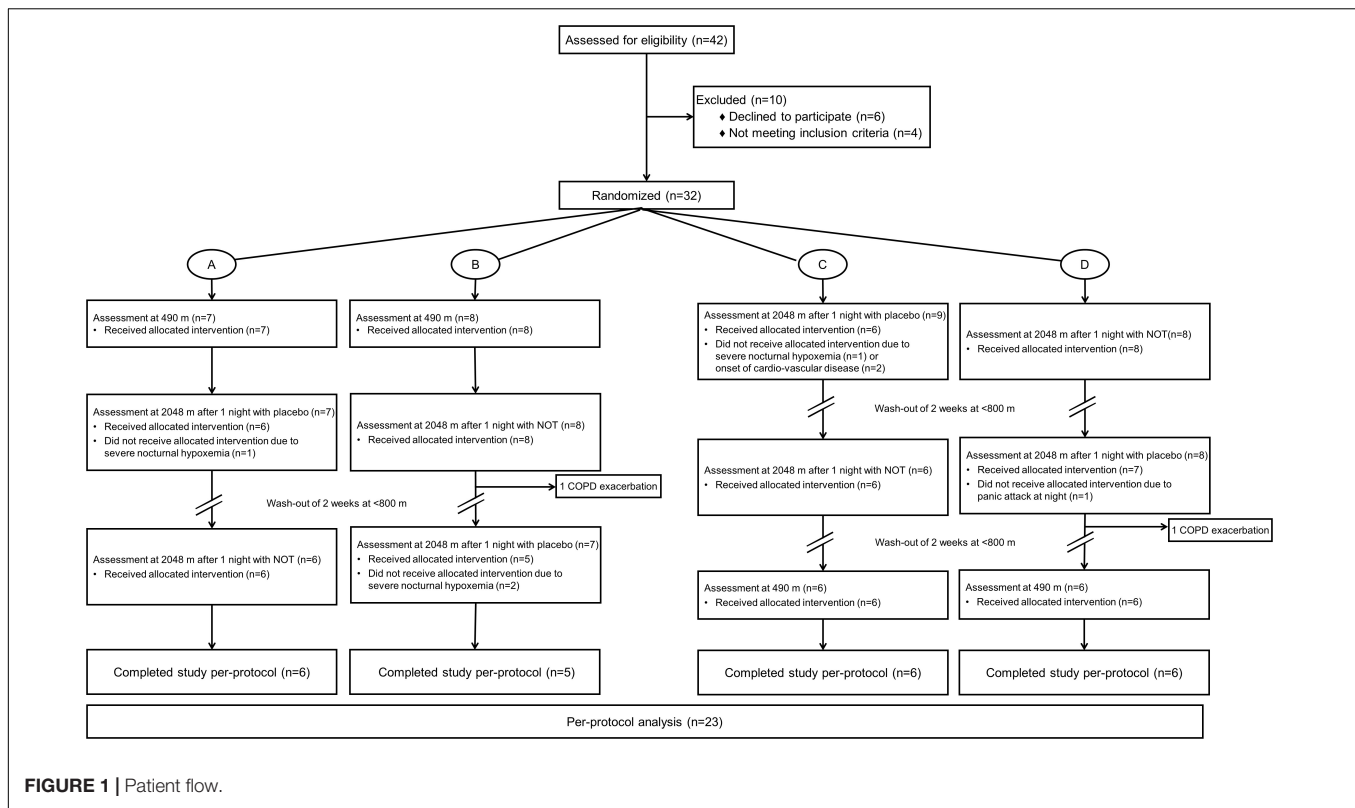 Assessed for eligibility (n=42)
Excluded (n=10)
♦ Declined to participate (n=6)
♦ Not meeting inclusion criteria (n=4)
Randomized (n=32)
A
Assessment at 490 m (n=7)
• Received allocated intervention (n=7)
Assessment at 2048 m after 1 night with placebo (n=7)
• Received allocated intervention (n=6)
• Did not receive allocated intervention due to
severe nocturnal hypoxemia (n=1)
Wash-out of 2 weeks at <800 m
Assessment at 2048 m after 1 night with NOT (n=6)
• Received allocated intervention (n=6)
Completed study per-protocol (n=6)
B
Assessment at 490 m (n=8)
• Received allocated intervention (n=8)
Assessment at 2048 m after 1 night with NOT (n=8)
• Received allocated intervention (n=8)
1 COPD exacerbation
Assessment at 2048 m after 1 night with placebo (n=7)
• Received allocated intervention (n=5)
• Did not receive allocated intervention due to
severe nocturnal hypoxemia (n=2)
Completed study per-protocol (n=5)
C
Assessment at 2048 m after 1 night with placebo (n=9)
• Received allocated intervention (n=6)
• Did not receive allocated intervention due to
severe nocturnal hypoxemia (n=1) or
onset of cardio-vascular disease (n=2)
Wash-out of 2 weeks at <800 m
Assessment at 2048 m after 1 night with NOT (n=6)
• Received allocated intervention (n=6)
Wash-out of 2 weeks at <800 m
Assessment at 490 m (n=6)
• Received allocated intervention (n=6)
Completed study per-protocol (n=6)
D
Assessment at 2048 m after 1 night with NOT(n=8)
• Received allocated intervention (n=8)
Assessment at 2048 m after 1 night with placebo (n=8)
• Received allocated intervention (n=7)
• Did not receive allocated intervention due to
panic attack at night (n=1)
1 COPD exacerbation
Assessment at 490 m (n=6)
• Received allocated intervention (n=6)
Completed study per-protocol (n=6)
Per-protocol analysis (n=23)
FIGURE 1 | Patient flow.